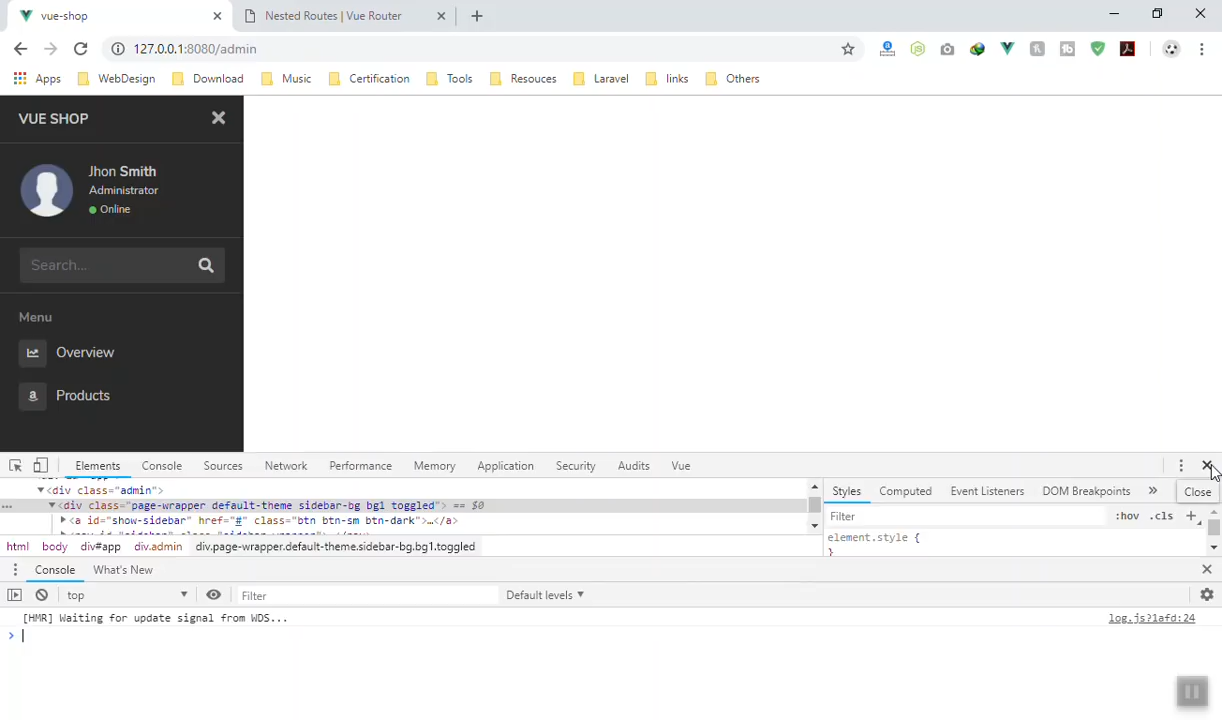 vue-shop
Nested Routes | Vue Router
127.0.0.1:8080/admin
Apps WebDesign Download Music Certification Tools Resouces Laravel links Others
VUE SHOP
Jhon Smith
Administrator
Online
Search...
Menu
Overview
Products
Elements Console Sources Network Performance Memory Application Security Audits Vue
▼<div class="admin">
▼<div class="page-wrapper default-theme sidebar-bg bg1 toggled"> == $0
▶<a id="show-sidebar" href="#" class="btn btn-sm btn-dark">…</a>
html body div#app div.admin div.page-wrapper.default-theme.sidebar-bg.bg1.toggled
Styles Computed Event Listeners DOM Breakpoints »
Close
Filter :hov .cls +
element.style {
}
Console What's New
top Filter Default levels ▼
[HMR] Waiting for update signal from WDS... log.js?1afd:24
>